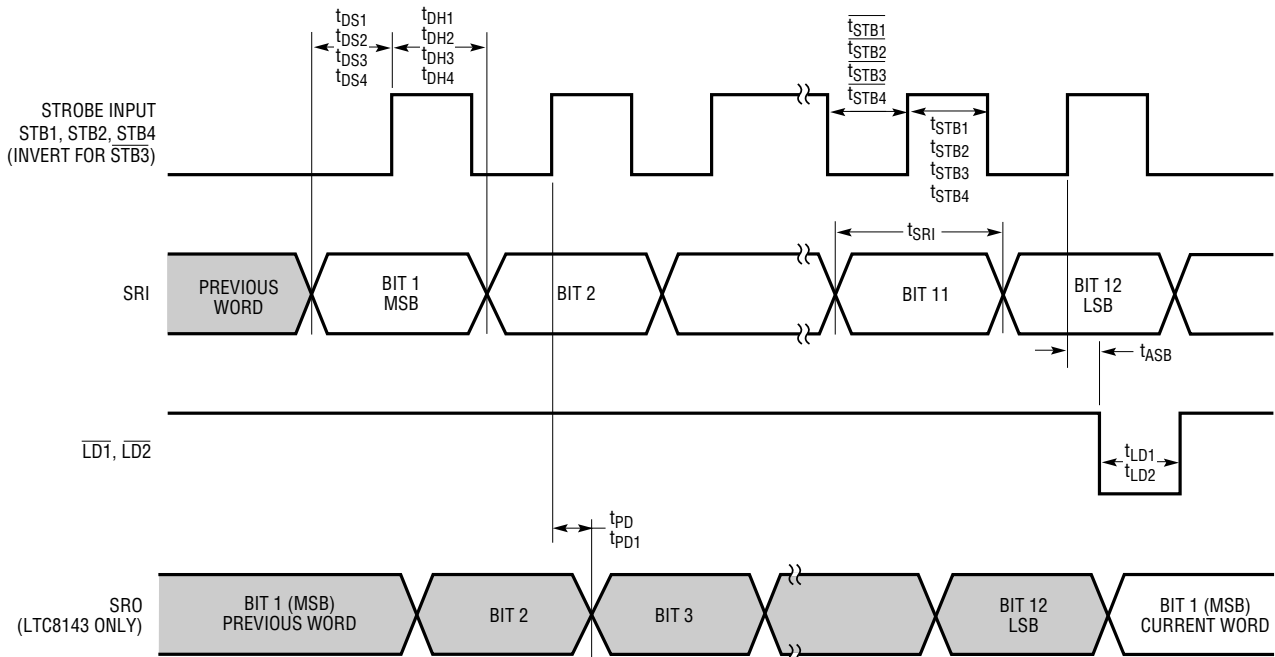 tDS1
tDS2
tDS3
tDS4
tDH1
tDH2
tDH3
tDH4
tSTB1
tSTB2
tSTB3
tSTB4
STROBE INPUT
STB1, STB2, STB4
(INVERT FOR STB3)
tSTB1
tSTB2
tSTB3
tSTB4
tSRI
SRI
PREVIOUS
WORD
BIT 1
MSB
BIT 2
BIT 11
BIT 12
LSB
tASB
LD1, LD2
tLD1
tLD2
tPD
tPD1
SRO
(LTC8143 ONLY)
BIT 1 (MSB)
PREVIOUS WORD
BIT 2
BIT 3
BIT 12
LSB
BIT 1 (MSB)
CURRENT WORD